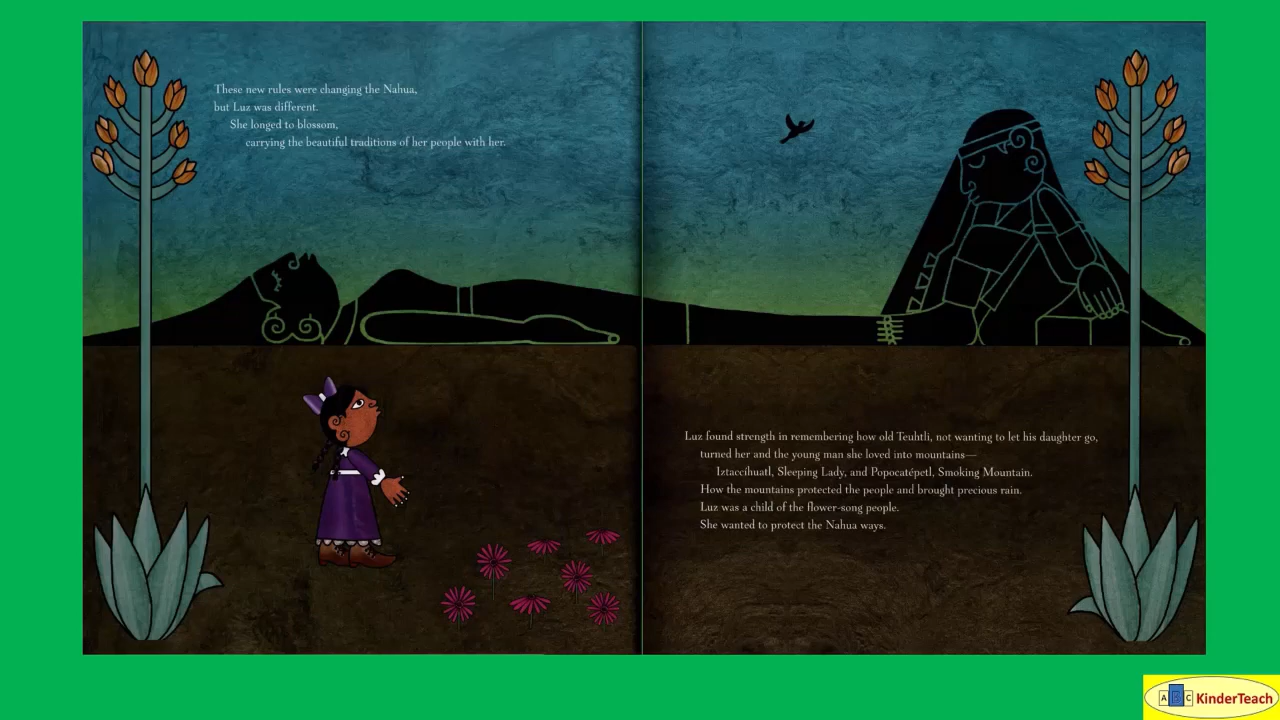 These new rules were changing the Nahua,
but Luz was different.
She longed to blossom,
carrying the beautiful traditions of her people with her.
Luz found strength in remembering how old Teuhtli, not wanting to let his daughter go,
turned her and the young man she loved into mountains—
Iztaccíhuatl, Sleeping Lady, and Popocatépetl, Smoking Mountain.
How the mountains protected the people and brought precious rain.
Luz was a child of the flower-song people.
She wanted to protect the Nahua ways.
A B C KinderTeach